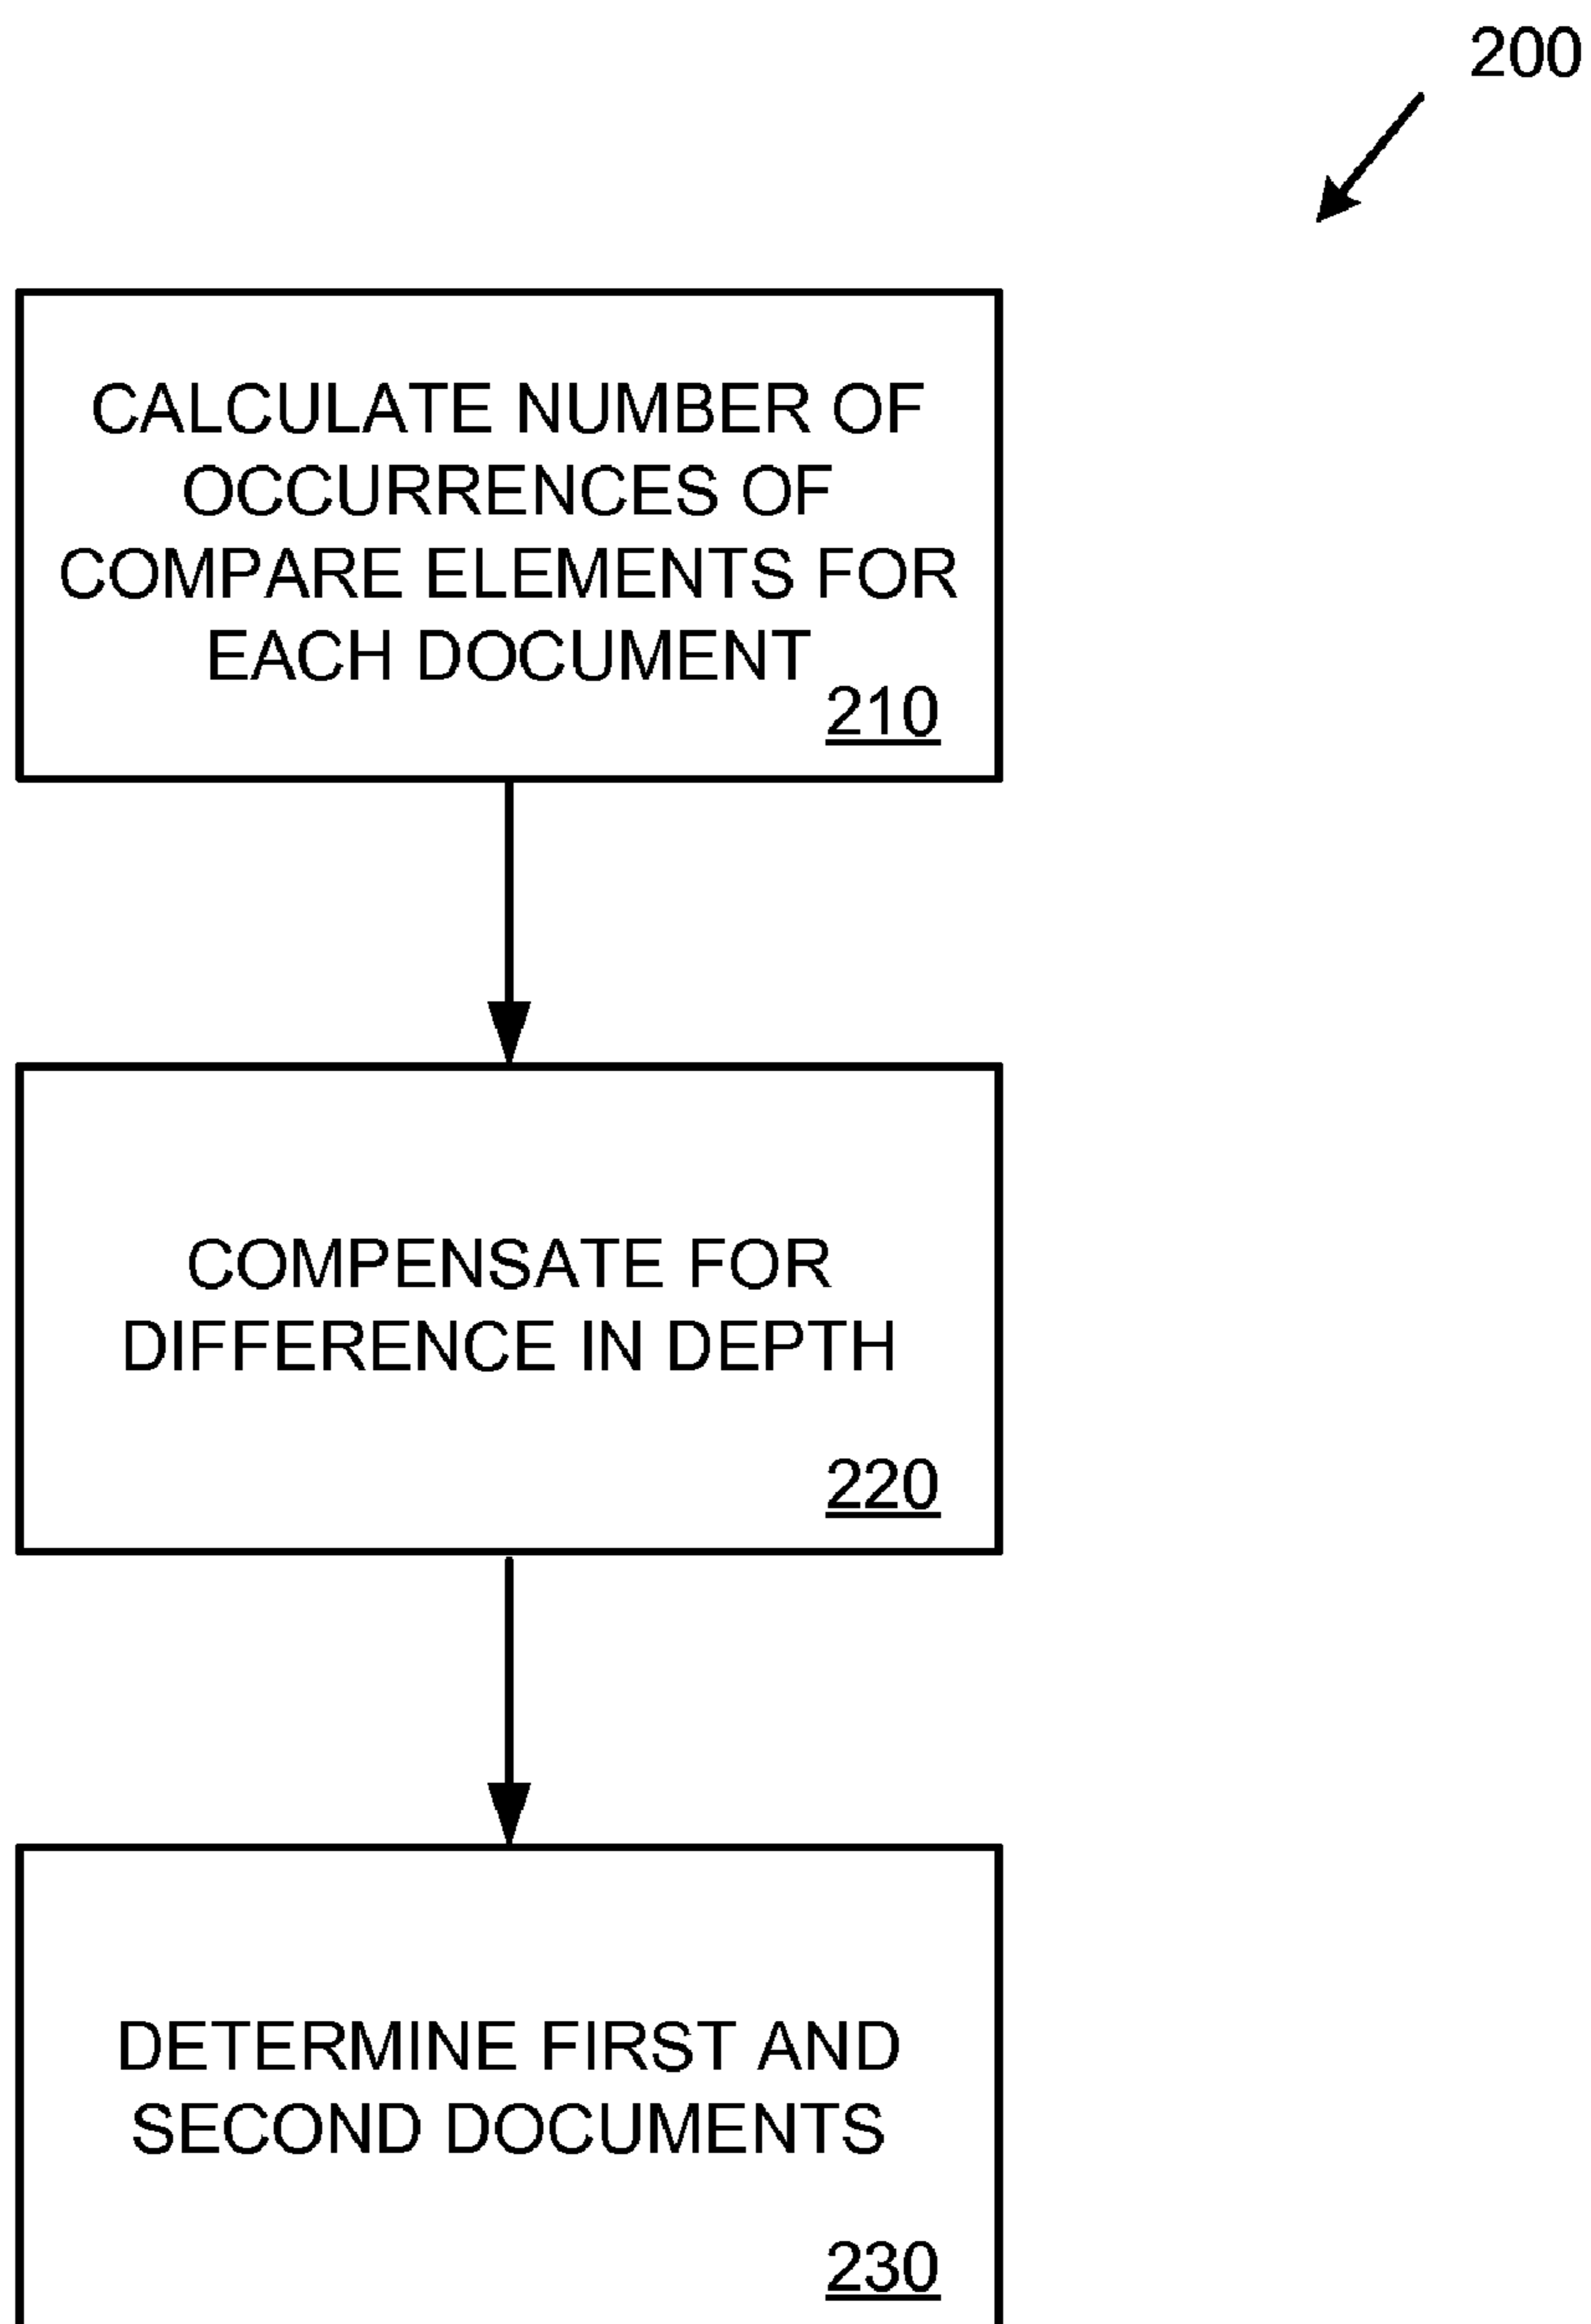 200
CALCULATE NUMBER OF
OCCURRENCES OF
COMPARE ELEMENTS FOR
EACH DOCUMENT
210
COMPENSATE FOR
DIFFERENCE IN DEPTH
220
DETERMINE FIRST AND
SECOND DOCUMENTS
230